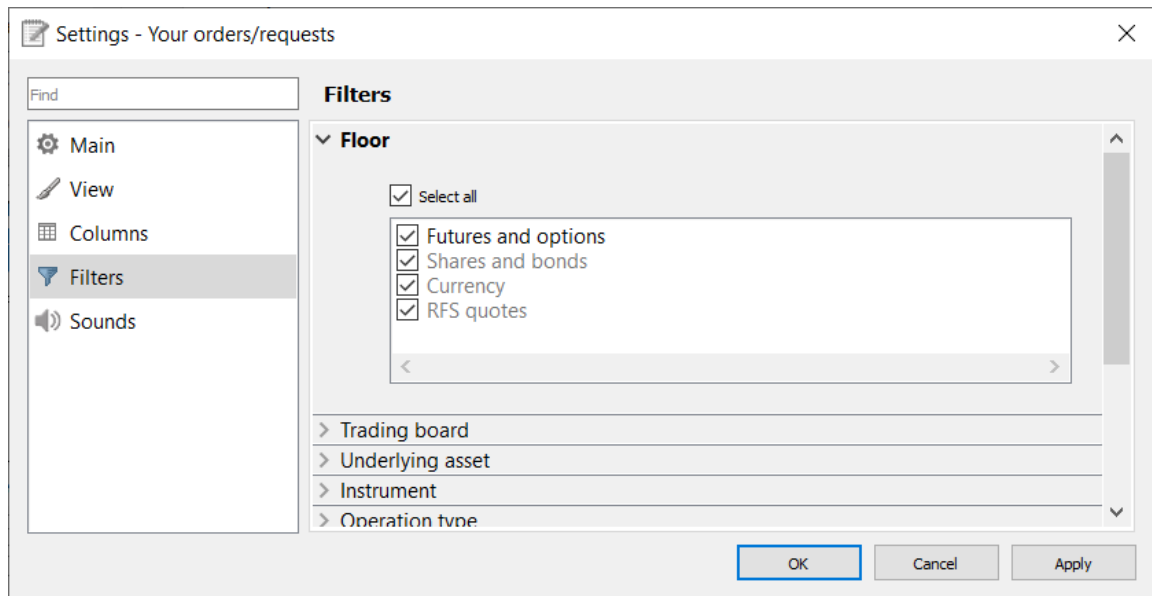 Settings - Your orders/requests
Find
Main
View
Columns
Filters
Sounds
Filters
Floor
Select all
Futures and options
Shares and bonds
Currency
RFS quotes
Trading board
Underlying asset
Instrument
Operation type
OK
Cancel
Apply